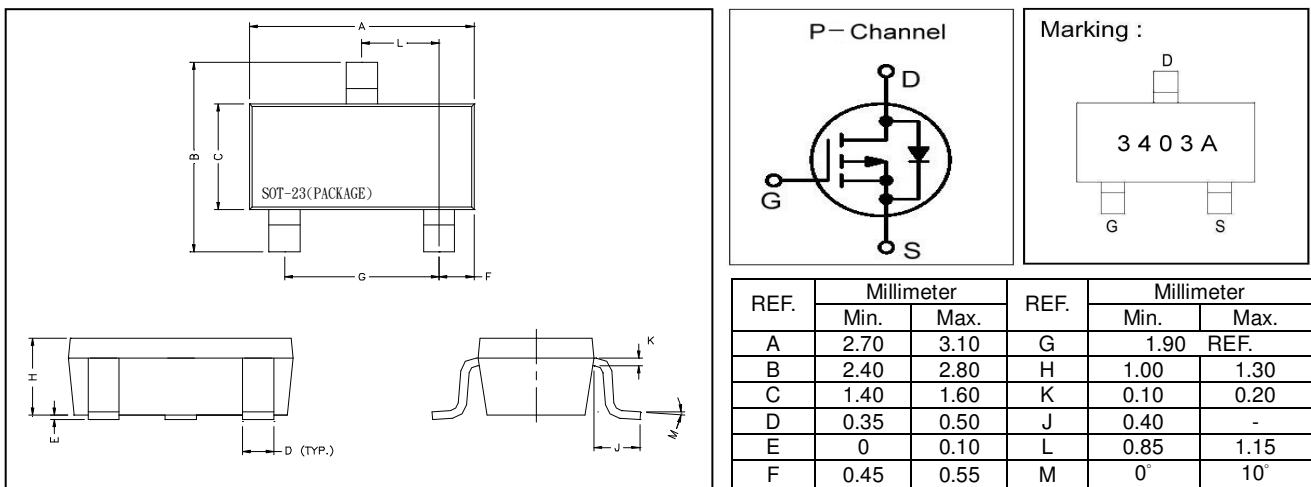 A
L
B
C
SOT-23(PACKAGE)
G
F
H
E
D (TYP.)
K
J
M
P-Channel
D
G
S
Marking :
D
3403A
G S
REF. Millimeter REF. Millimeter
Min. Max. Min. Max.
A 2.70 3.10 G 1.90 REF.
B 2.40 2.80 H 1.00 1.30
C 1.40 1.60 K 0.10 0.20
D 0.35 0.50 J 0.40 -
E 0 0.10 L 0.85 1.15
F 0.45 0.55 M 0° 10°